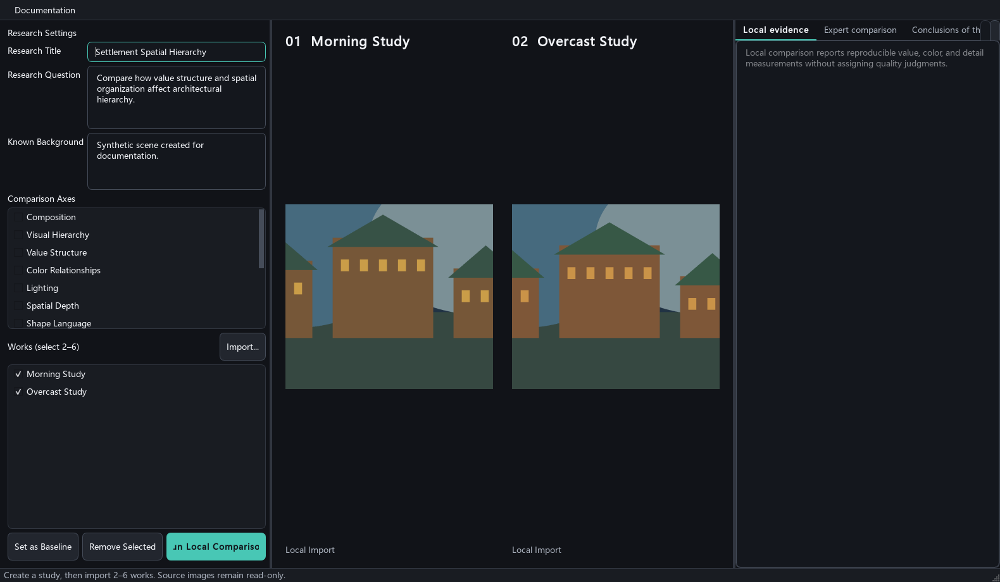 Documentation
Research Settings
Research Title
Settlement Spatial Hierarchy
Research Question
Compare how value structure and spatial
organization affect architectural
hierarchy.
Known Background
Synthetic scene created for
documentation.
Comparison Axes
Composition
Visual Hierarchy
Value Structure
Color Relationships
Lighting
Spatial Depth
Shape Language
Works (select 2–6)
Import...
Morning Study
Overcast Study
Set as Baseline
Remove Selected
un Local Compariso
01 Morning Study
Local Import
02 Overcast Study
Local Import
Local evidence
Expert comparison
Conclusions of th
Local comparison reports reproducible value, color, and detail
measurements without assigning quality judgments.
Create a study, then import 2–6 works. Source images remain read-only.